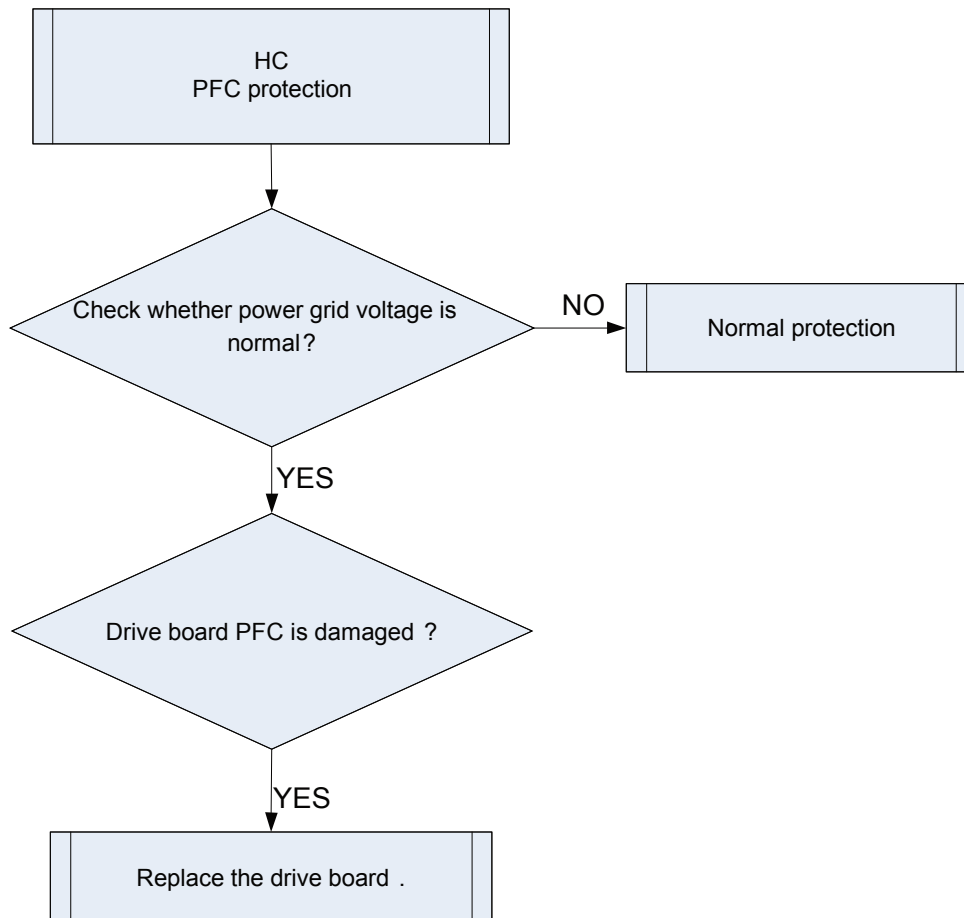 HC
PFC protection
Check whether power grid voltage is
normal?
NO
Normal protection
YES
Drive board PFC is damaged ?
YES
Replace the drive board .